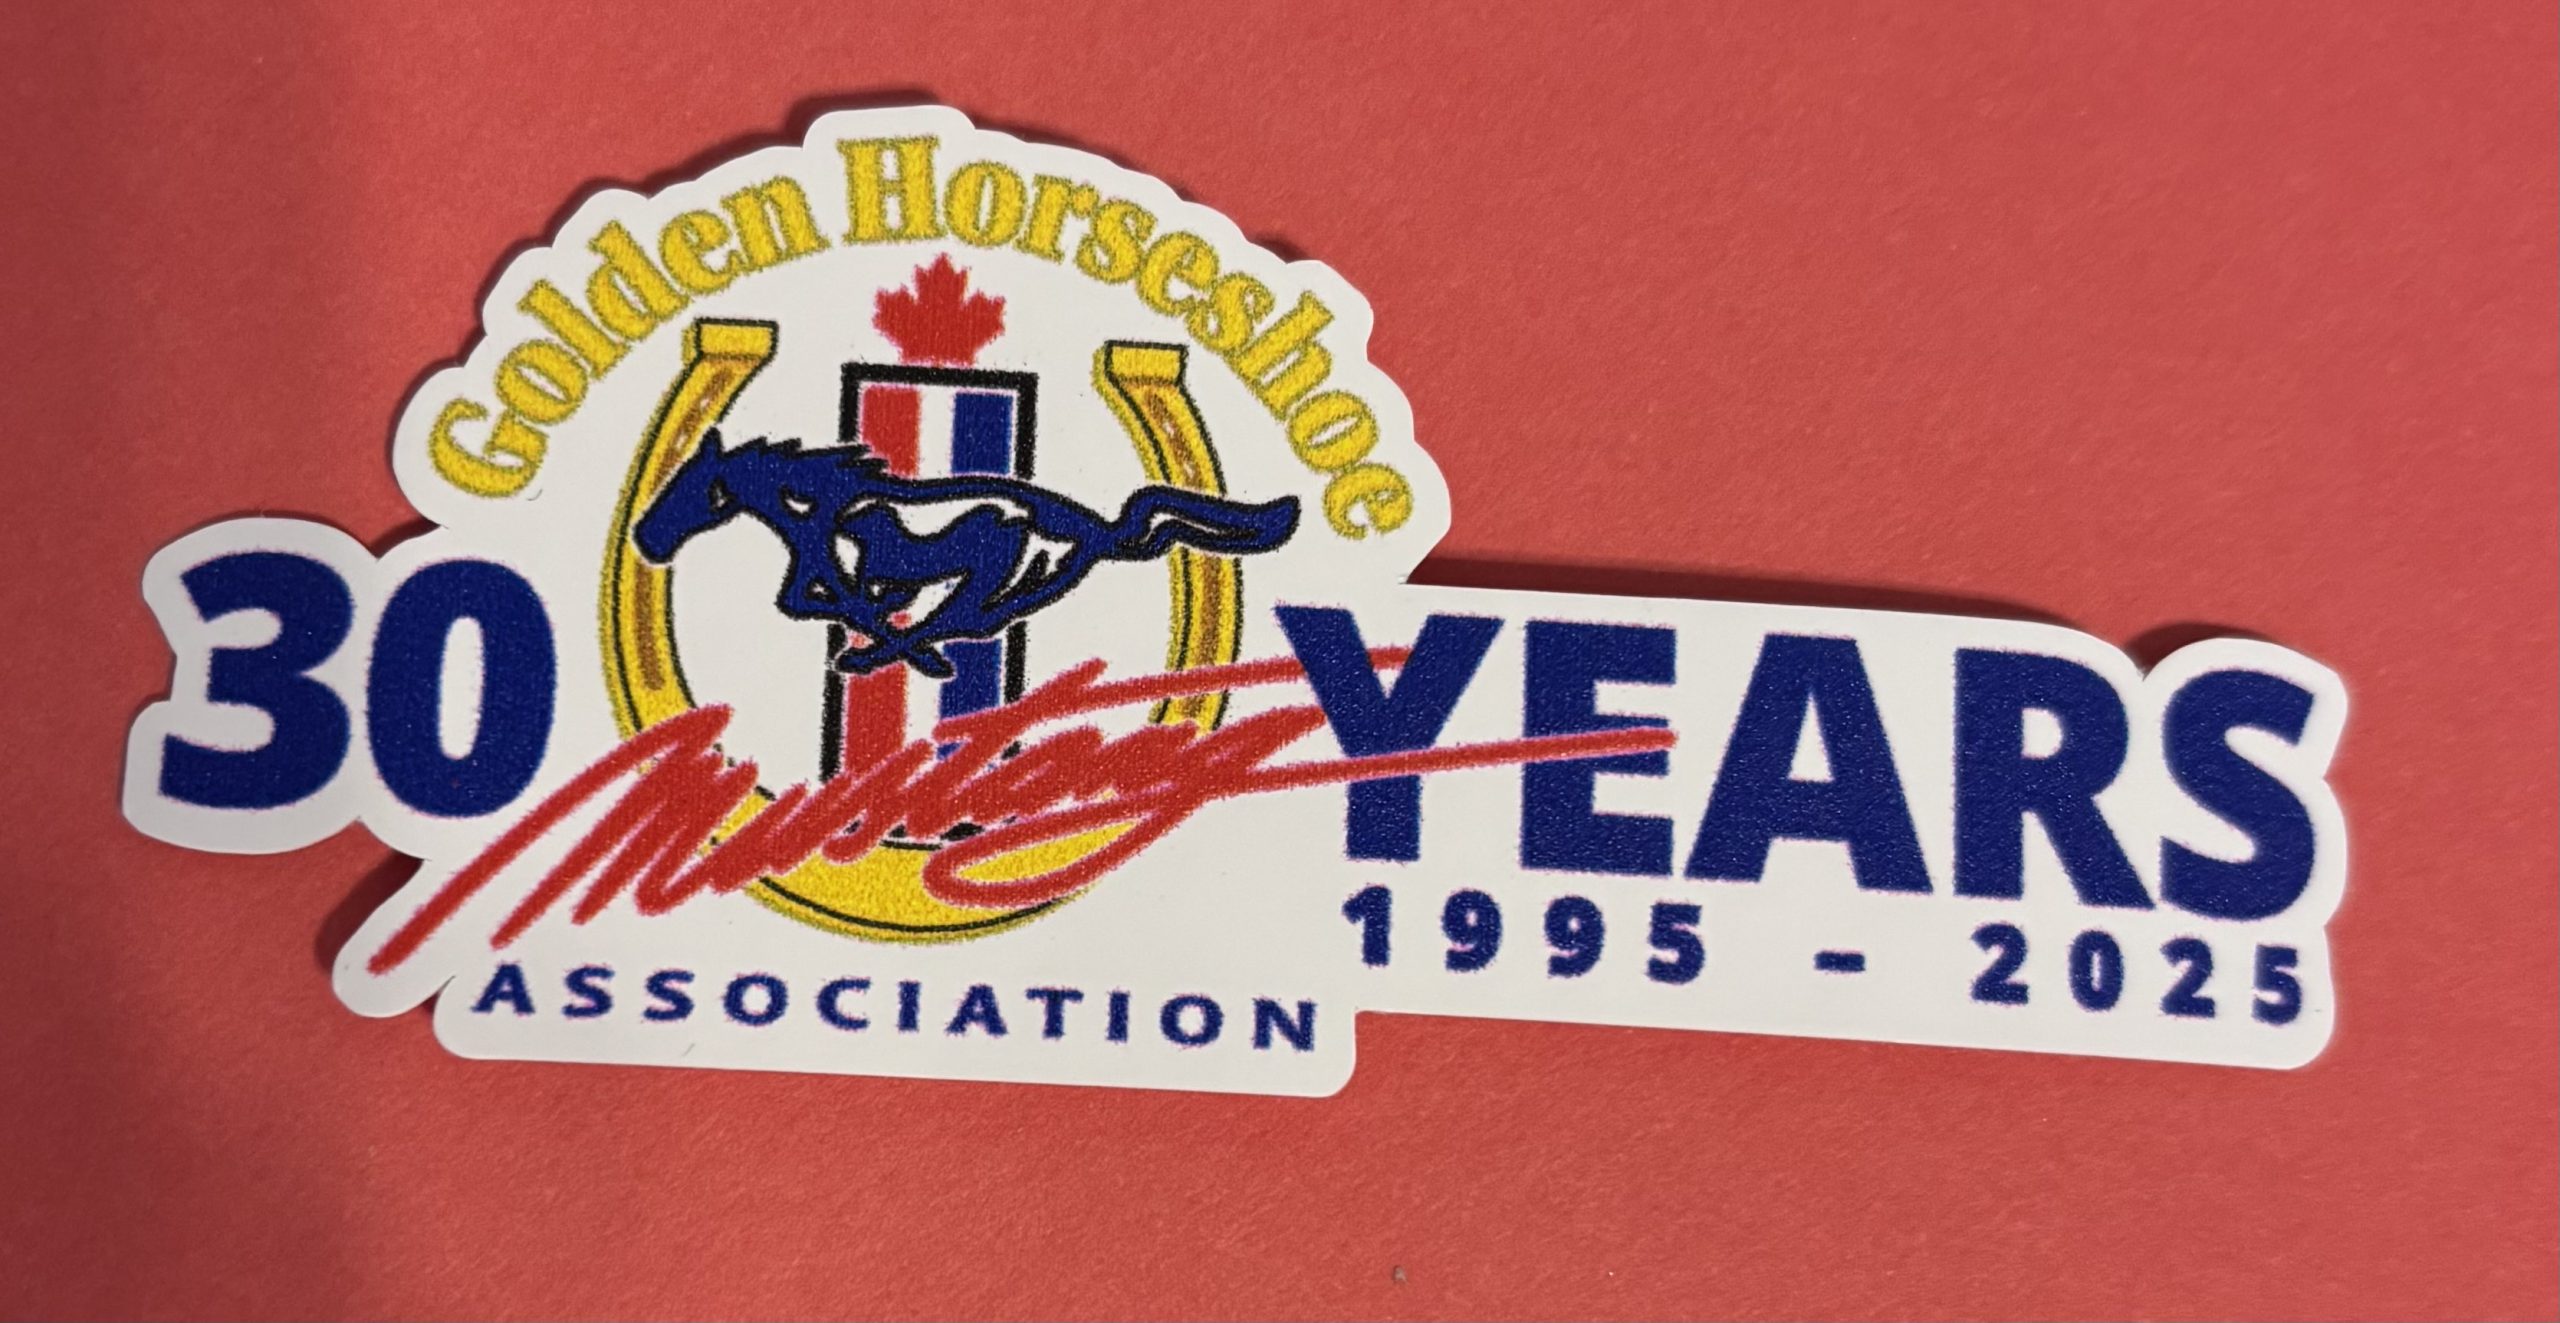 Golden Horseshoe
30
Mustang
YEARS
1995 - 2025
ASSOCIATION